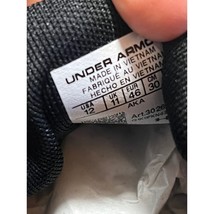 UNDER ARMOUR
MADE IN VIETNAM
FABRIQUÉ AU VIETNAM
HECHO EN VIETNAM
USA UK EUR CM
12 11 46 30
AKA